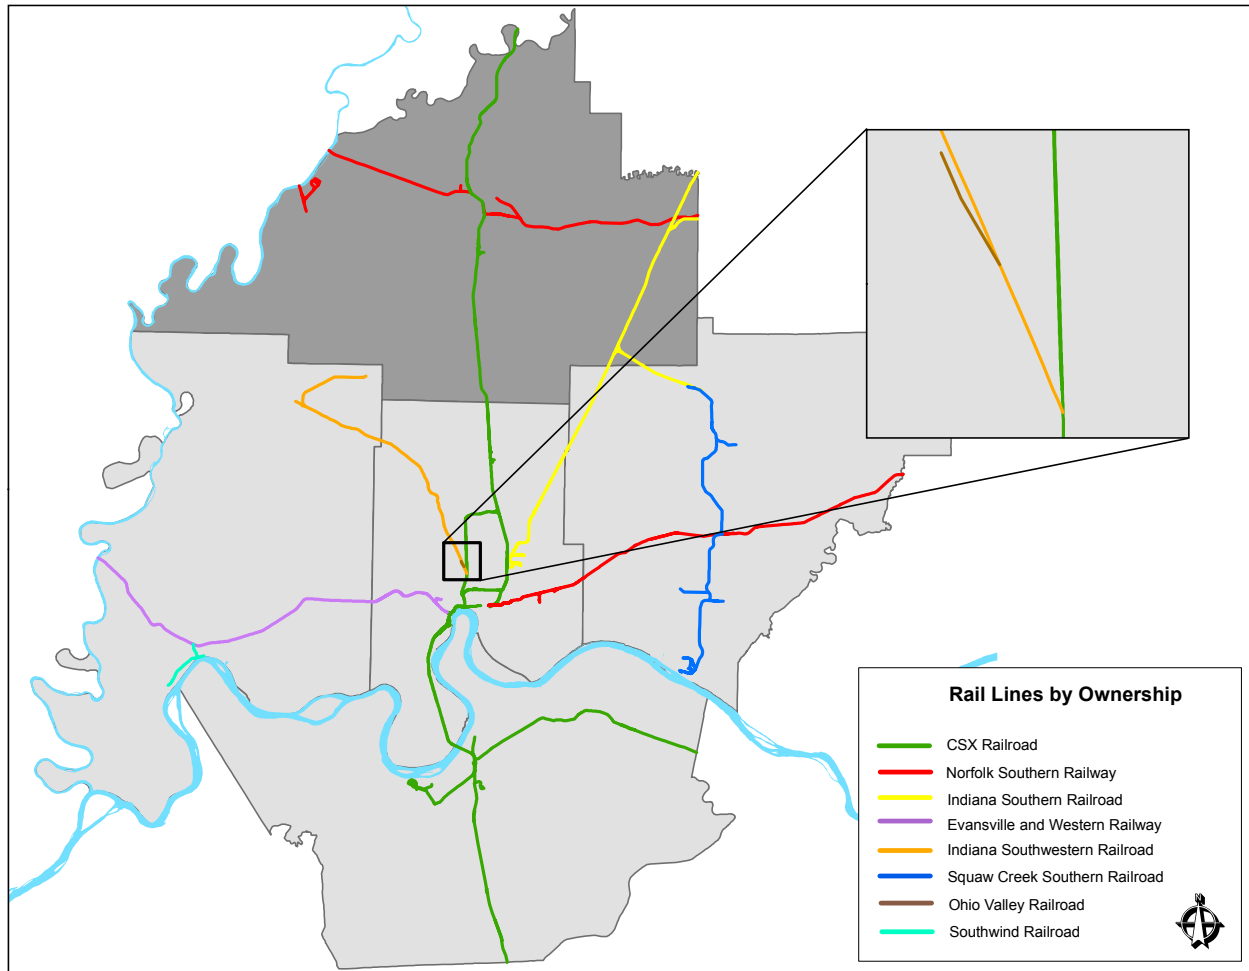 Rail Lines by Ownership
CSX Railroad
Norfolk Southern Railway
Indiana Southern Railroad
Evansville and Western Railway
Indiana Southwestern Railroad
Squaw Creek Southern Railroad
Ohio Valley Railroad
Southwind Railroad